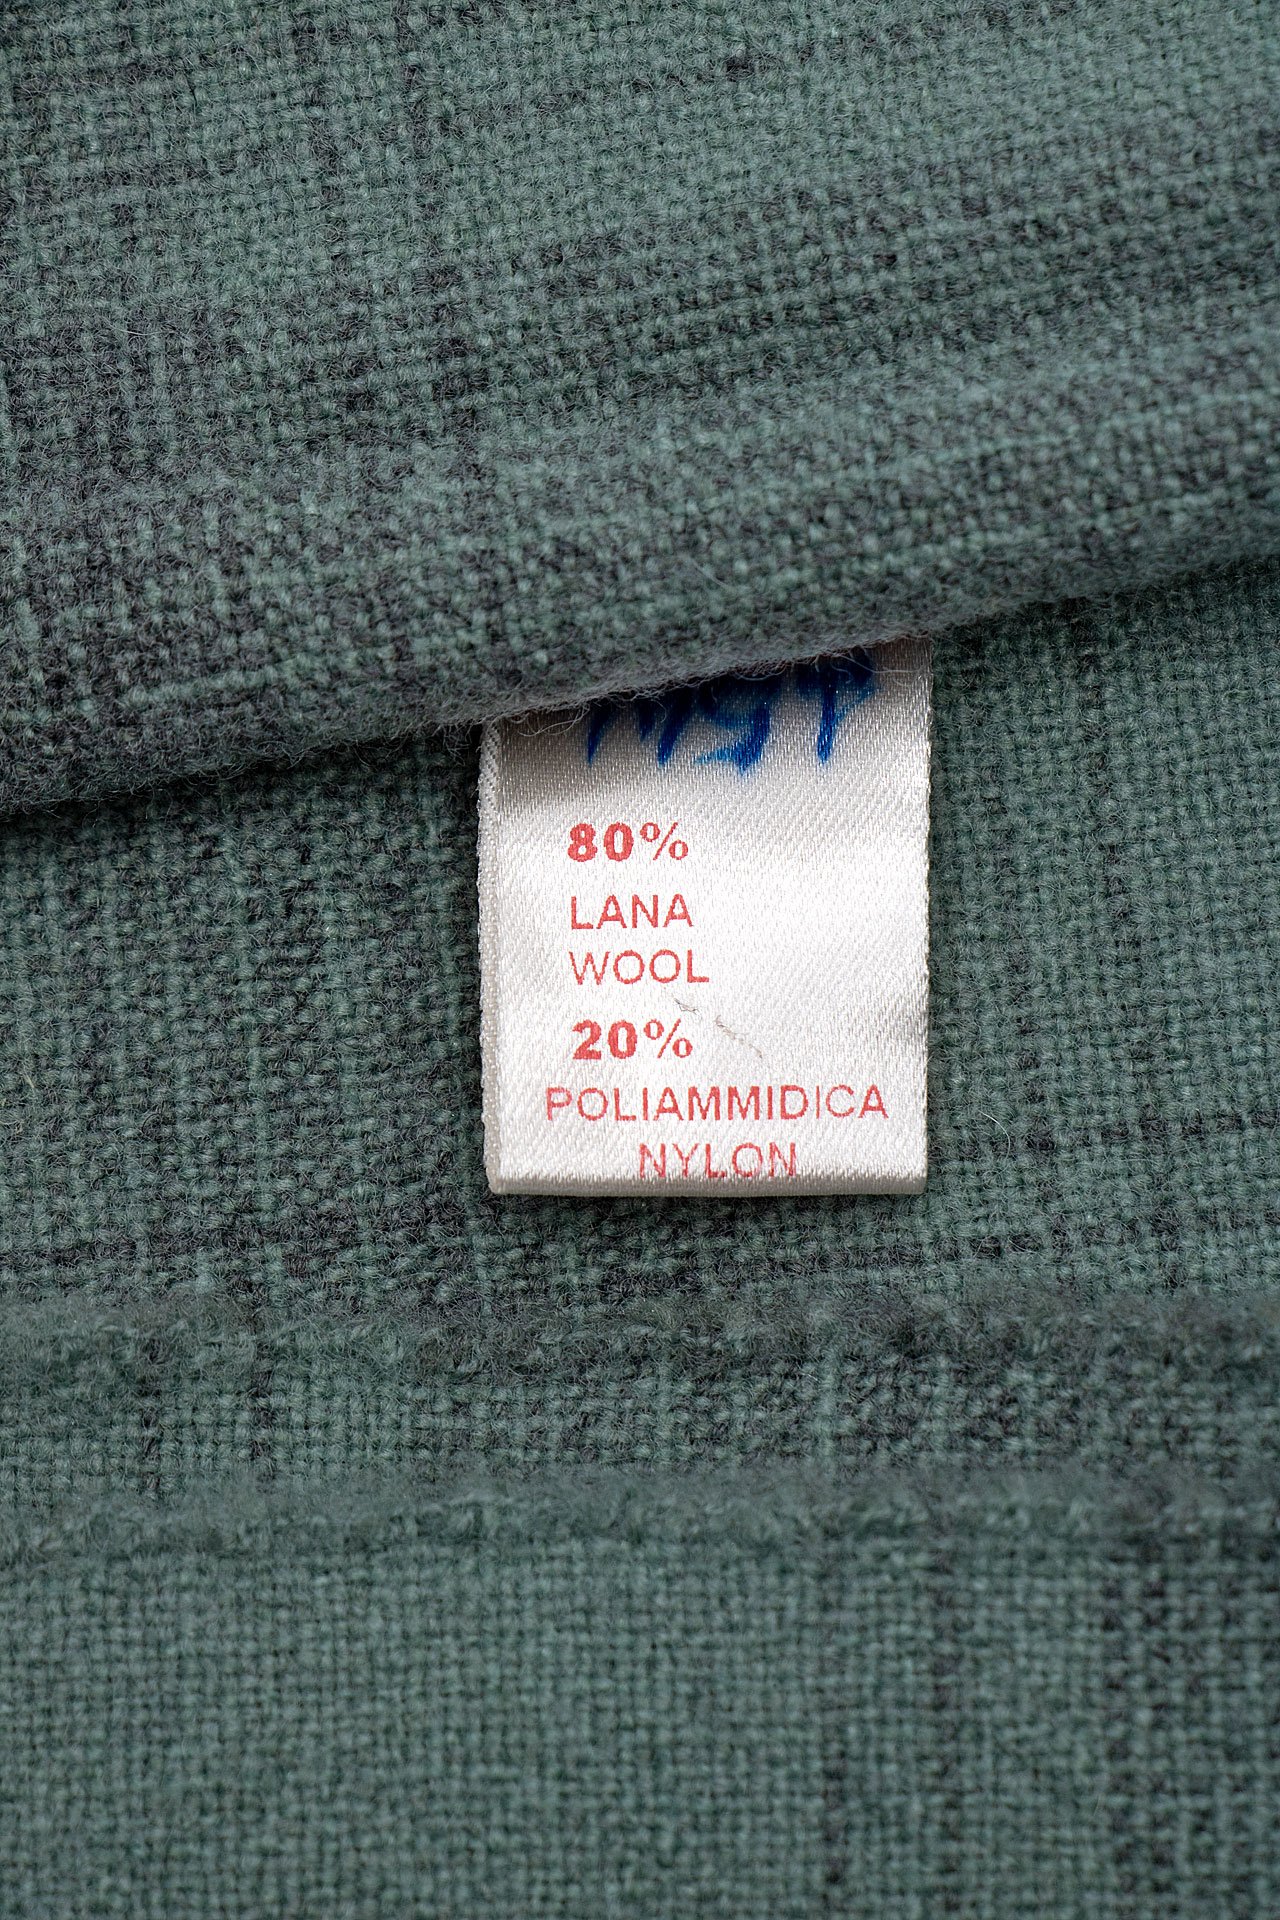 80%
LANA
WOOL
20%
POLIAMMIDICA
NYLON